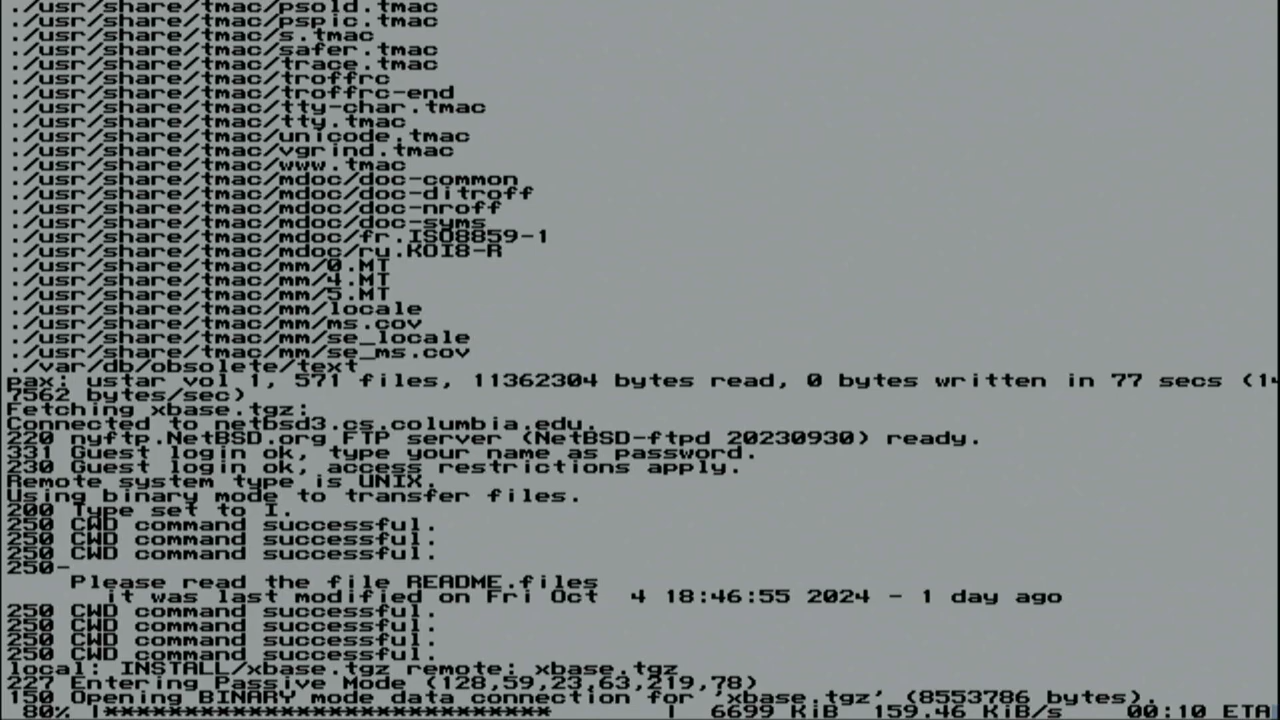 ./usr/share/tmac/psold.tmac
./usr/share/tmac/pspic.tmac
./usr/share/tmac/s.tmac
./usr/share/tmac/safer.tmac
./usr/share/tmac/trace.tmac
./usr/share/tmac/troffrc
./usr/share/tmac/troffrc-end
./usr/share/tmac/tty-char.tmac
./usr/share/tmac/tty.tmac
./usr/share/tmac/unicode.tmac
./usr/share/tmac/vgrind.tmac
./usr/share/tmac/www.tmac
./usr/share/tmac/mdoc/doc-common
./usr/share/tmac/mdoc/doc-ditroff
./usr/share/tmac/mdoc/doc-nroff
./usr/share/tmac/mdoc/doc-syms
./usr/share/tmac/mdoc/fr.ISO8859-1
./usr/share/tmac/mdoc/ru.KOI8-R
./usr/share/tmac/mm/0.MT
./usr/share/tmac/mm/4.MT
./usr/share/tmac/mm/5.MT
./usr/share/tmac/mm/locale
./usr/share/tmac/mm/ms.cov
./usr/share/tmac/mm/se_locale
./usr/share/tmac/mm/se_ms.cov
./var/db/obsolete/text
pax: ustar vol 1, 571 files, 11362304 bytes read, 0 bytes written in 77 secs (14
7562 bytes/sec)
Fetching xbase.tgz:
Connected to netbsd3.cs.columbia.edu.
220 nyftp.NetBSD.org FTP server (NetBSD-ftpd 20230930) ready.
331 Guest login ok, type your name as password.
230 Guest login ok, access restrictions apply.
Remote system type is UNIX.
Using binary mode to transfer files.
200 Type set to I.
250 CWD command successful.
250 CWD command successful.
250 CWD command successful.
250-
Please read the file README.files
it was last modified on Fri Oct  4 18:46:55 2024 - 1 day ago
250 CWD command successful.
250 CWD command successful.
250 CWD command successful.
250 CWD command successful.
local: INSTALL/xbase.tgz remote: xbase.tgz
227 Entering Passive Mode (128,59,23,63,219,78)
150 Opening BINARY mode data connection for 'xbase.tgz' (8553786 bytes).
80% |**************************** | 6699 KiB 159.46 KiB/s 00:10 ETA